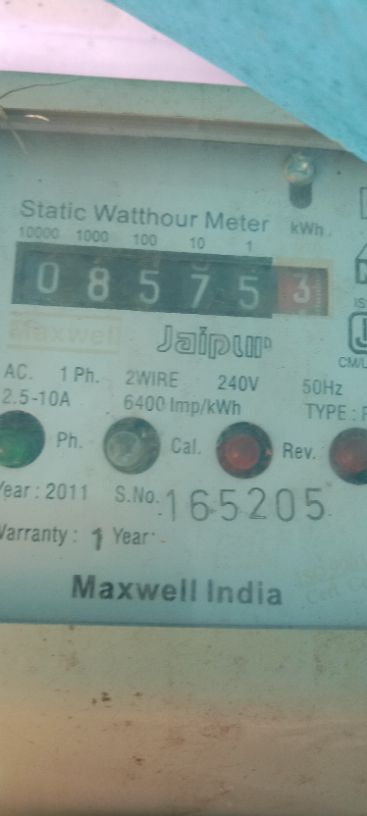 Static Watthour Meter kWh
10000 1000 100 10 1
0 8 5 7 5 3
Maxwell Jaipur
AC. 1 Ph. 2WIRE 240V 50Hz
2.5-10A 6400 Imp/kWh TYPE :
Ph. Cal. Rev.
Year : 2011 S.No. 165205
Warranty : 1 Year
Maxwell India